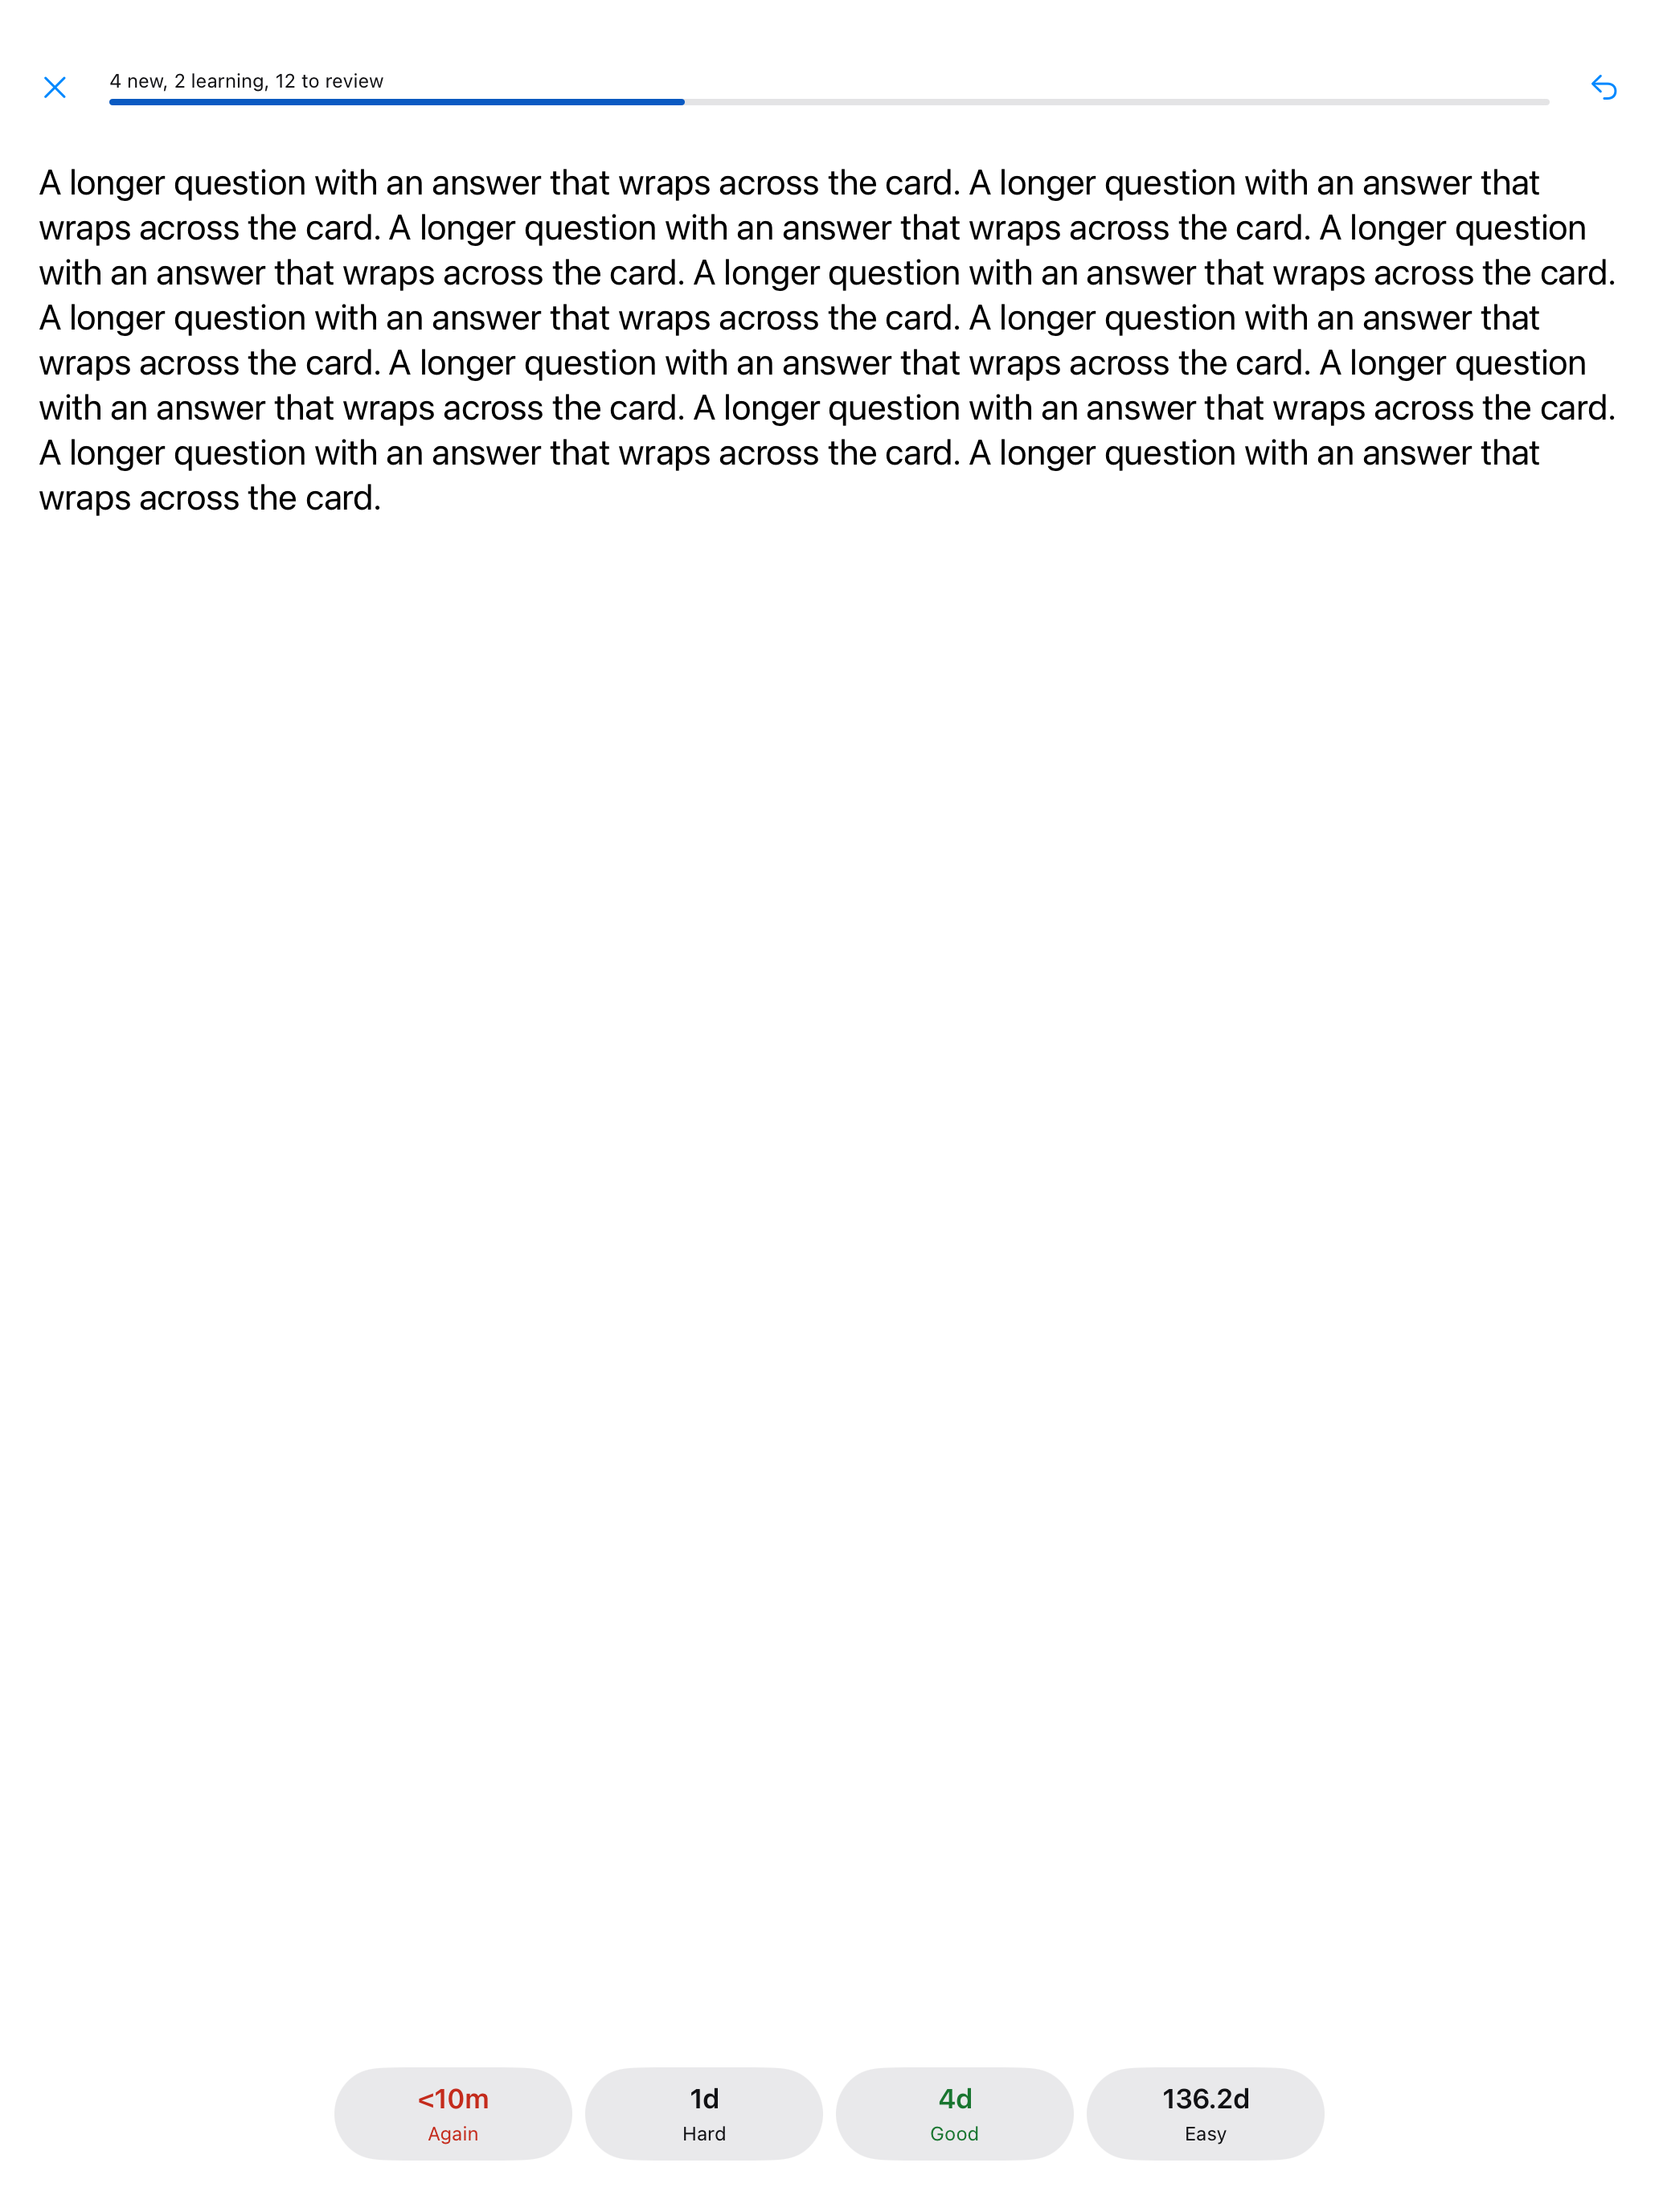 4 new, 2 learning, 12 to review
A longer question with an answer that wraps across the card. A longer question with an answer that
wraps across the card. A longer question with an answer that wraps across the card. A longer question
with an answer that wraps across the card. A longer question with an answer that wraps across the card.
A longer question with an answer that wraps across the card. A longer question with an answer that
wraps across the card. A longer question with an answer that wraps across the card. A longer question
with an answer that wraps across the card. A longer question with an answer that wraps across the card.
A longer question with an answer that wraps across the card. A longer question with an answer that
wraps across the card.
<10m
Again
1d
Hard
4d
Good
136.2d
Easy